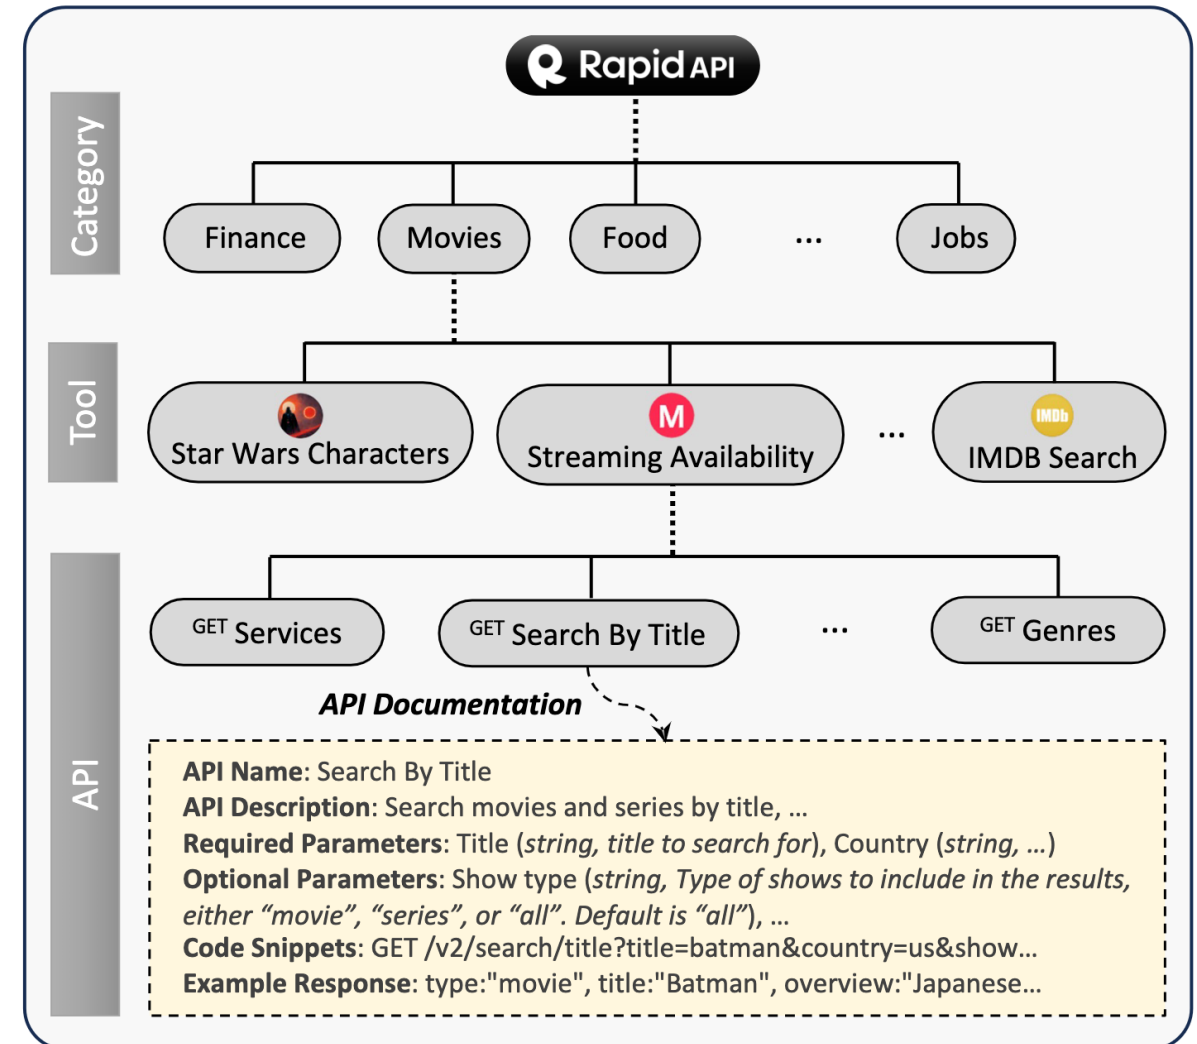 Rapid API
Category
Finance
Movies
Food
...
Jobs
Tool
Star Wars Characters
M
Streaming Availability
...
IMDb
IMDB Search
API
GET Services
GET Search By Title
...
GET Genres
API Documentation
API Name: Search By Title
API Description: Search movies and series by title, ...
Required Parameters: Title (string, title to search for), Country (string, ...)
Optional Parameters: Show type (string, Type of shows to include in the results,
either “movie”, “series”, or “all”. Default is “all”), ...
Code Snippets: GET /v2/search/title?title=batman&country=us&show...
Example Response: type:"movie", title:"Batman", overview:"Japanese...